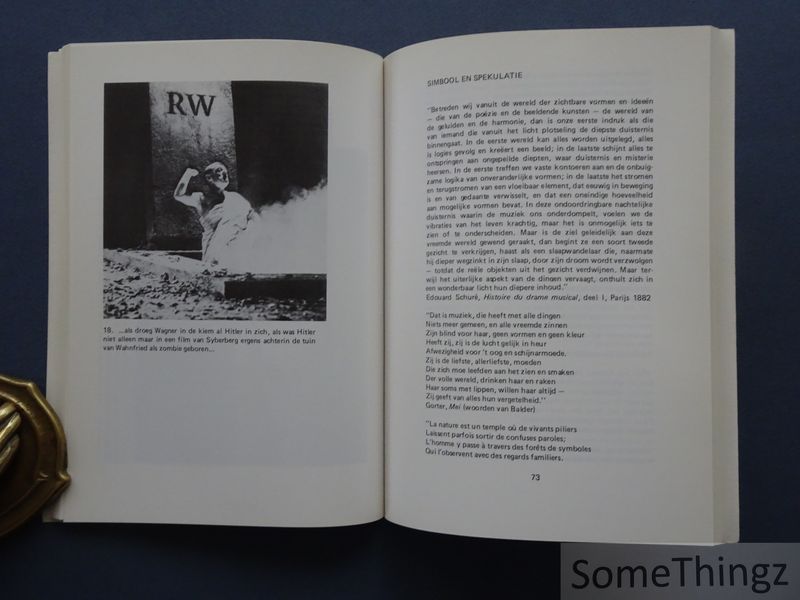 RW
18. ...als droeg Wagner in de kiem al Hitler in zich, als was Hitler
niet alleen maar in een film van Syberberg ergens achterin de tuin
van Wahnfried als zombie geboren...
SIMBOOL EN SPEKULATIE
"Betreden wij vanuit de wereld der zichtbare vormen en ideeën
— die van de poëzie en de beeldende kunsten — de wereld van
de geluiden en de harmonie, dan is onze eerste indruk als die
van iemand die vanuit het licht plotseling de diepste duisternis
binnengaat. In de eerste wereld kan alles worden uitgelegd, alles
is logies gevolg en kreëert een beeld; in de laatste schijnt alles te
ontspringen aan ongepeilde diepten, waar duisternis en misterie
heersen. In de eerste treffen we vaste kontoeren aan en de onbuig-
zame logika van onveranderlijke vormen; in de laatste het stromen
en terugstromen van een vloeibaar element, dat eeuwig in beweging
is en van gedaante verwisselt, en dat een oneindige hoeveelheid
aan mogelijke vormen bevat. In deze ondoordringbare nachtelijke
duisternis waarin de muziek ons onderdompelt, voelen we de
vibraties van het leven krachtig, maar het is onmogelijk iets te
zien of te onderscheiden. Maar is de ziel geleidelijk aan deze
vreemde wereld gewend geraakt, dan begint ze een soort tweede
gezicht te verkrijgen, haast als een slaapwandelaar die, naarmate
hij dieper wegzinkt in zijn slaap, door zijn droom wordt verzwolgen
— totdat de reële objekten uit het gezicht verdwijnen. Maar ter-
wijl het uiterlijke aspekt van de dingen vervaagt, onthult zich in
een wonderbaar licht hun diepere inhoud."
Edouard Schuré, Histoire du drame musical, deel I, Parijs 1882
"Dat is muziek, die heeft met alle dingen
Niets meer gemeen, en alle vreemde zinnen
Zijn blind voor haar, geen vormen en geen kleur
Heeft zij, zij is de lucht gelijk in heur
Afwezigheid voor 't oog en schijnarmoede.
Zij is de liefste, allerliefste, moeden
Die zich moe leefden aan het zien en smaken
Der volle wereld, drinken haar en raken
Haar soma met lippen, willen haar altijd —
Zij geeft van alles hun vergetelheid."
Gorter, Mei (woorden van Balder)
"La nature est un temple où de vivants piliers
Laissent parfois sortir de confuses paroles;
L'homme y passe à travers des forêts de symboles
Qui l'observent avec des regards familiers.
73
SomeThingz